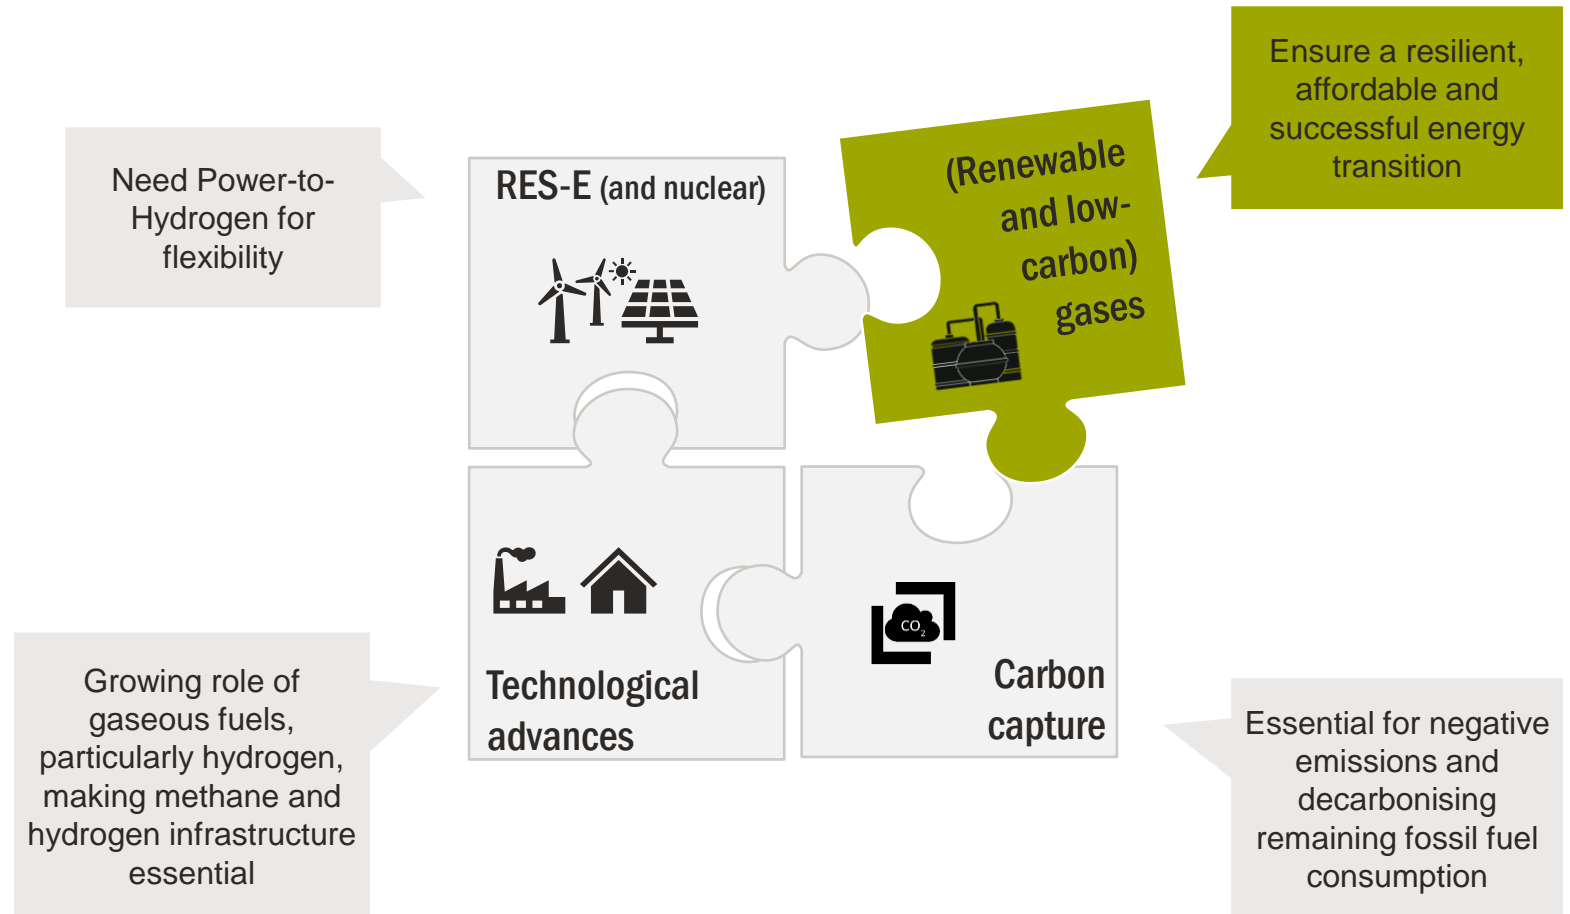 Need Power-to-
Hydrogen for
flexibility
RES-E (and nuclear)
(Renewable
and low-
carbon)
gases
Ensure a resilient,
affordable and
successful energy
transition
Growing role of
gaseous fuels,
particularly hydrogen,
making methane and
hydrogen infrastructure
essential
Technological
advances
CO2
Carbon
capture
Essential for negative
emissions and
decarbonising
remaining fossil fuel
consumption